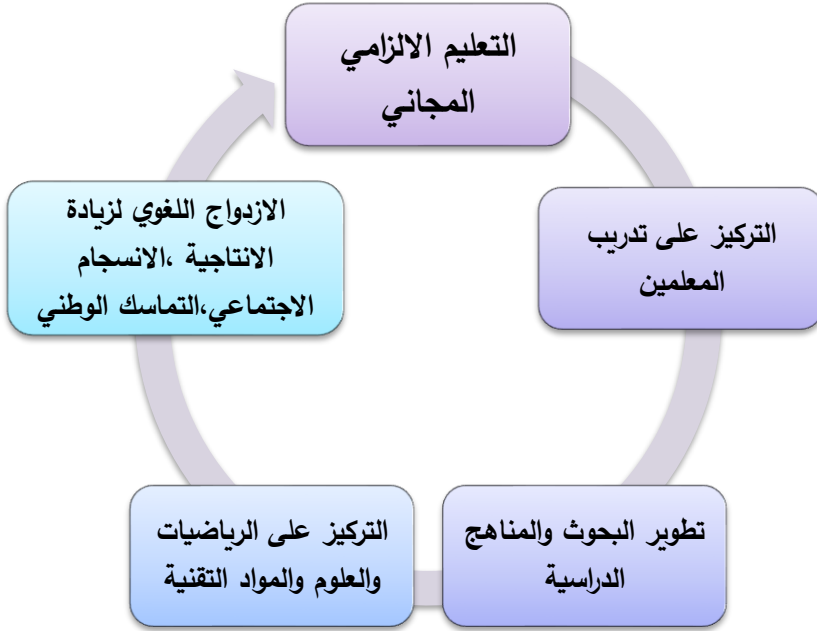 التعليم الالزامي
المجاني
التركيز على تدريب
المعلمين
تطوير البحوث والمناهج
الدراسية
التركيز على الرياضيات
والعلوم والمواد التقنية
الازدواج اللغوي لزيادة
الانتاجية ،الانسجام
الاجتماعي،التماسك الوطني